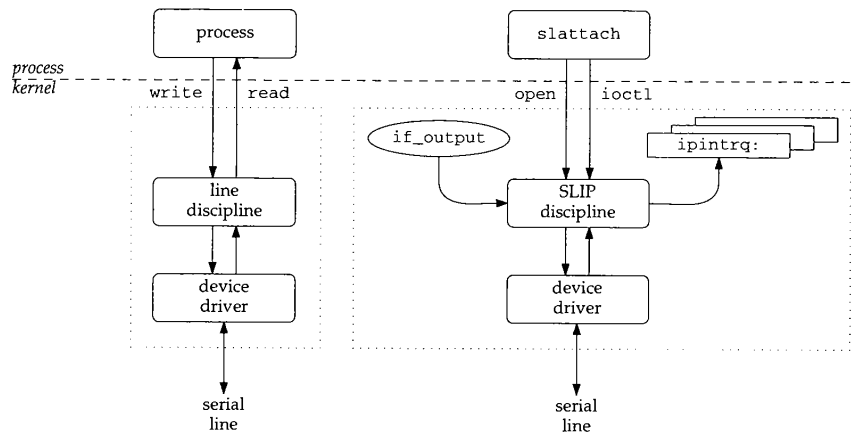 process
slattach
process
kernel
write
read
open
ioctl
if_output
ipintrq:
line
discipline
SLIP
discipline
device
driver
device
driver
serial
line
serial
line